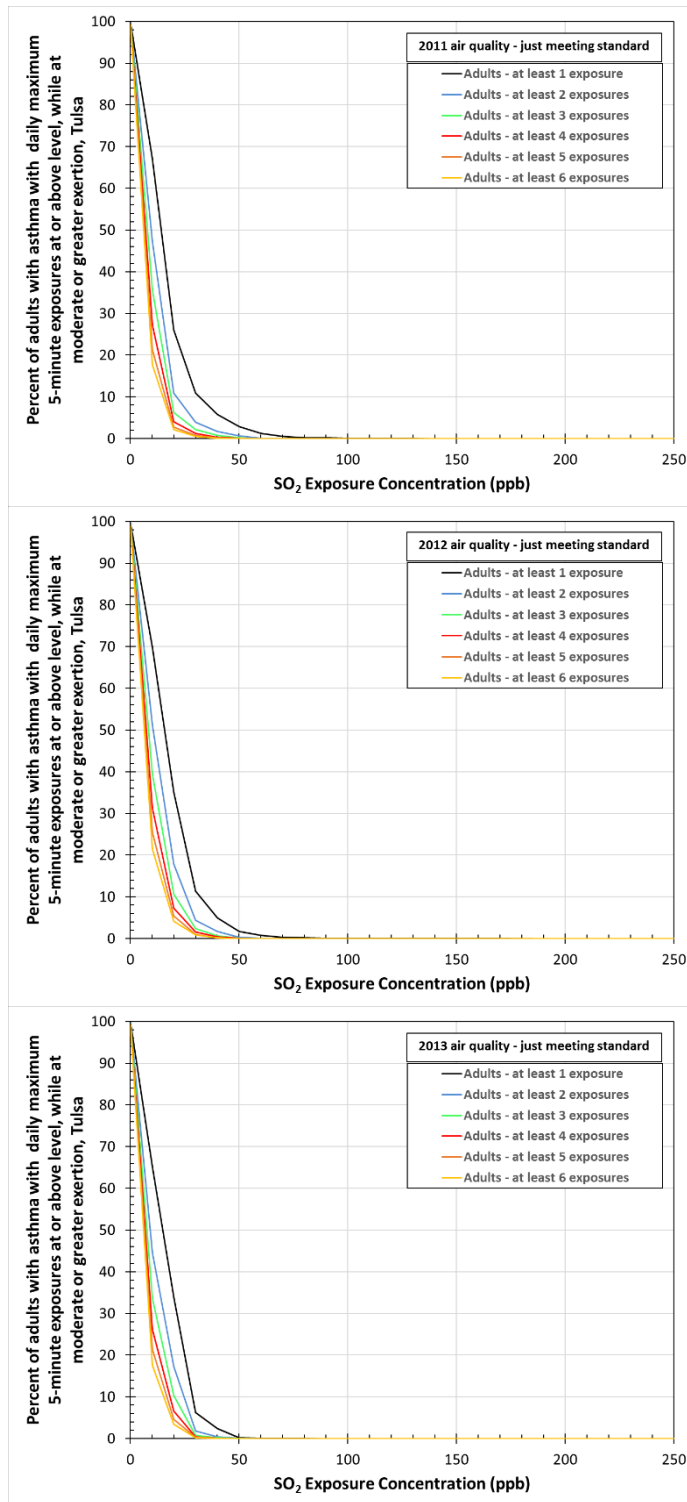 Percent of adults with asthma with daily maximum
5-minute exposures at or above level, while at
moderate or greater exertion, Tulsa
100
90
80
70
60
50
40
30
20
10
0
2011 air quality - just meeting standard
Adults - at least 1 exposure
Adults - at least 2 exposures
Adults - at least 3 exposures
Adults - at least 4 exposures
Adults - at least 5 exposures
Adults - at least 6 exposures
0 50 100 150 200 250
SO₂ Exposure Concentration (ppb)
Percent of adults with asthma with daily maximum
5-minute exposures at or above level, while at
moderate or greater exertion, Tulsa
100
90
80
70
60
50
40
30
20
10
0
2012 air quality - just meeting standard
Adults - at least 1 exposure
Adults - at least 2 exposures
Adults - at least 3 exposures
Adults - at least 4 exposures
Adults - at least 5 exposures
Adults - at least 6 exposures
0 50 100 150 200 250
SO₂ Exposure Concentration (ppb)
Percent of adults with asthma with daily maximum
5-minute exposures at or above level, while at
moderate or greater exertion, Tulsa
100
90
80
70
60
50
40
30
20
10
0
2013 air quality - just meeting standard
Adults - at least 1 exposure
Adults - at least 2 exposures
Adults - at least 3 exposures
Adults - at least 4 exposures
Adults - at least 5 exposures
Adults - at least 6 exposures
0 50 100 150 200 250
SO₂ Exposure Concentration (ppb)